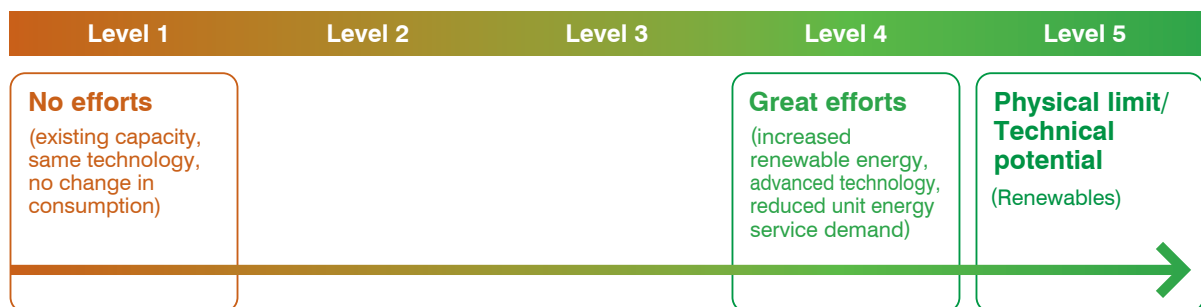 Level 1
Level 2
Level 3
Level 4
Level 5
No efforts
(existing capacity,
same technology,
no change in
consumption)
Great efforts
(increased
renewable energy,
advanced technology,
reduced unit energy
service demand)
Physical limit/
Technical
potential
(Renewables)